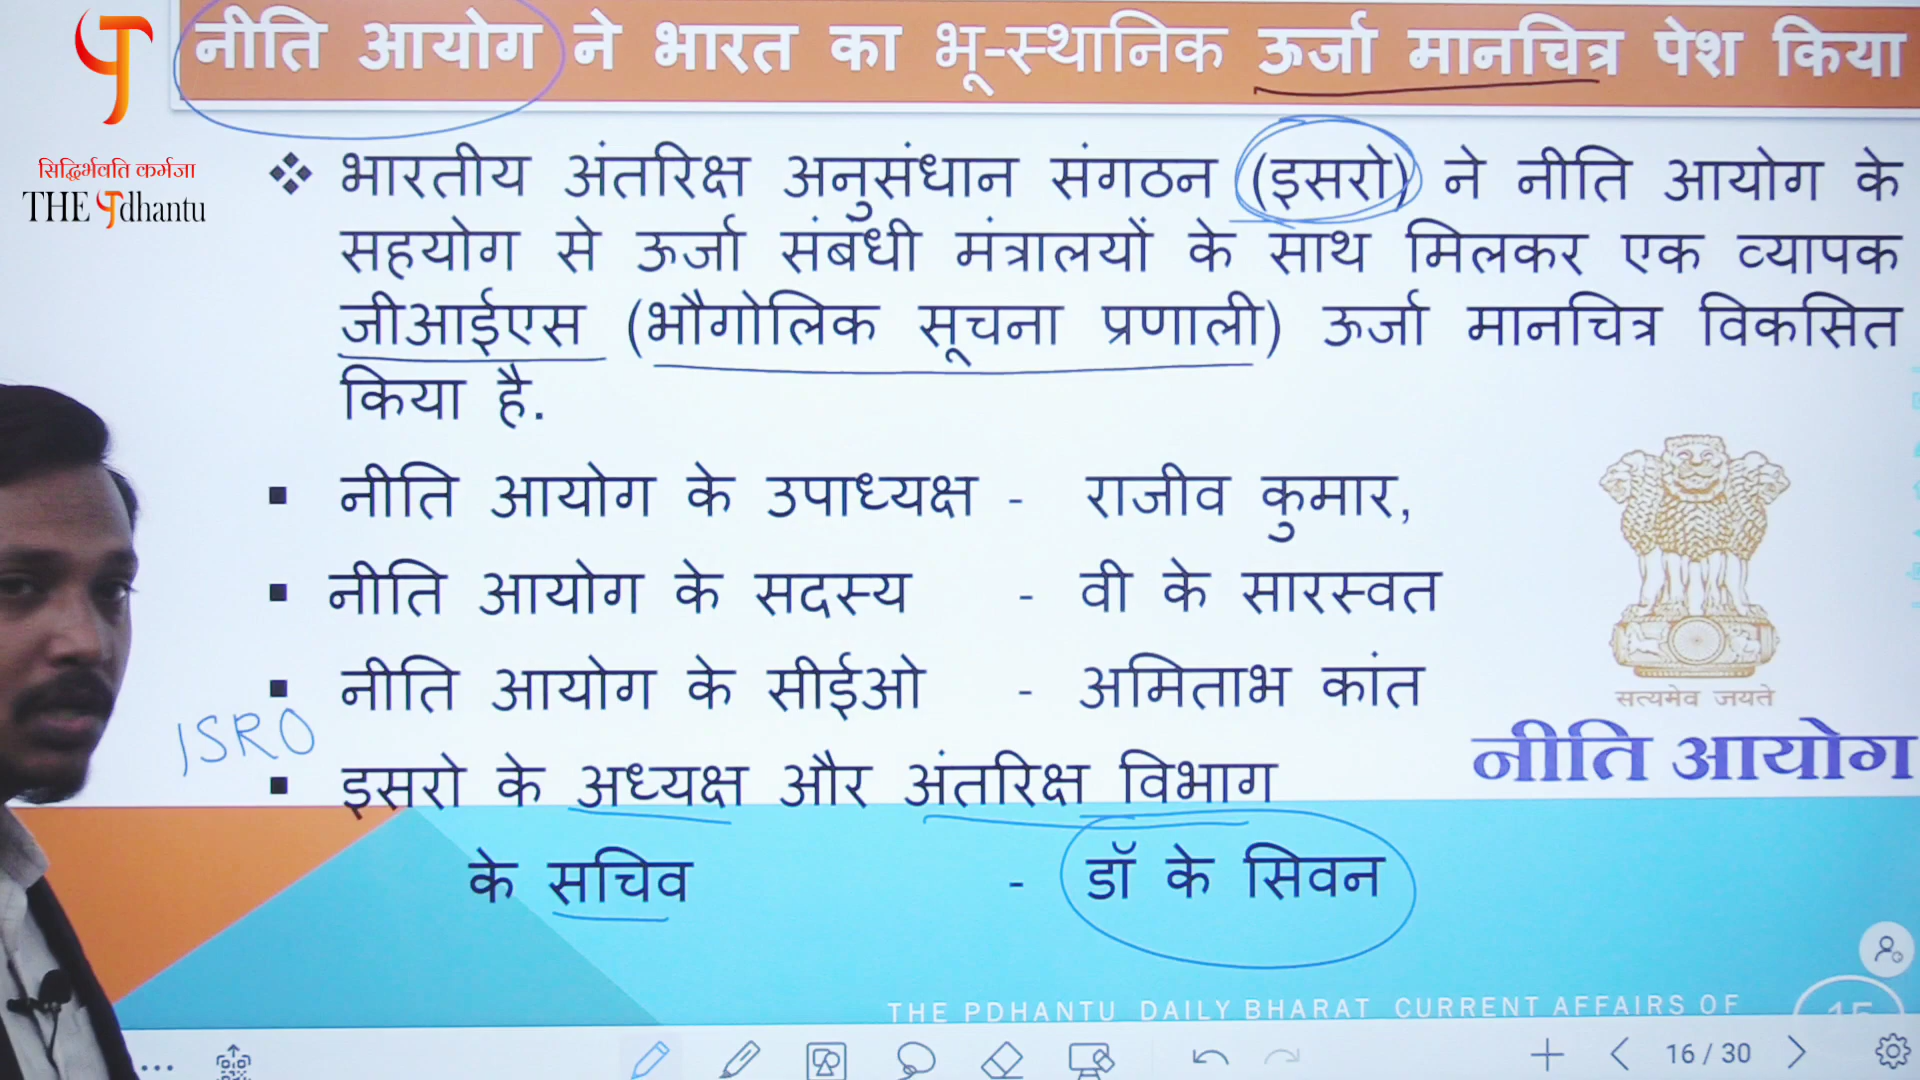 नीति आयोग ने भारत का भू-स्थानिक ऊर्जा मानचित्र पेश किया
सिद्धिर्भवति कर्मजा
THE Pdhantu
❖ भारतीय अंतरिक्ष अनुसंधान संगठन (इसरो) ने नीति आयोग के
सहयोग से ऊर्जा संबंधी मंत्रालयों के साथ मिलकर एक व्यापक
जीआईएस (भौगोलिक सूचना प्रणाली) ऊर्जा मानचित्र विकसित
किया है.
▪ नीति आयोग के उपाध्यक्ष - राजीव कुमार,
▪ नीति आयोग के सदस्य - वी के सारस्वत
▪ नीति आयोग के सीईओ - अमिताभ कांत
सत्यमेव जयते
नीति आयोग
ISRO
▪ इसरो के अध्यक्ष और अंतरिक्ष विभाग
के सचिव - डॉ के सिवन
THE PDHANTU DAILY BHARAT CURRENT AFFAIRS OF
15
16 / 30